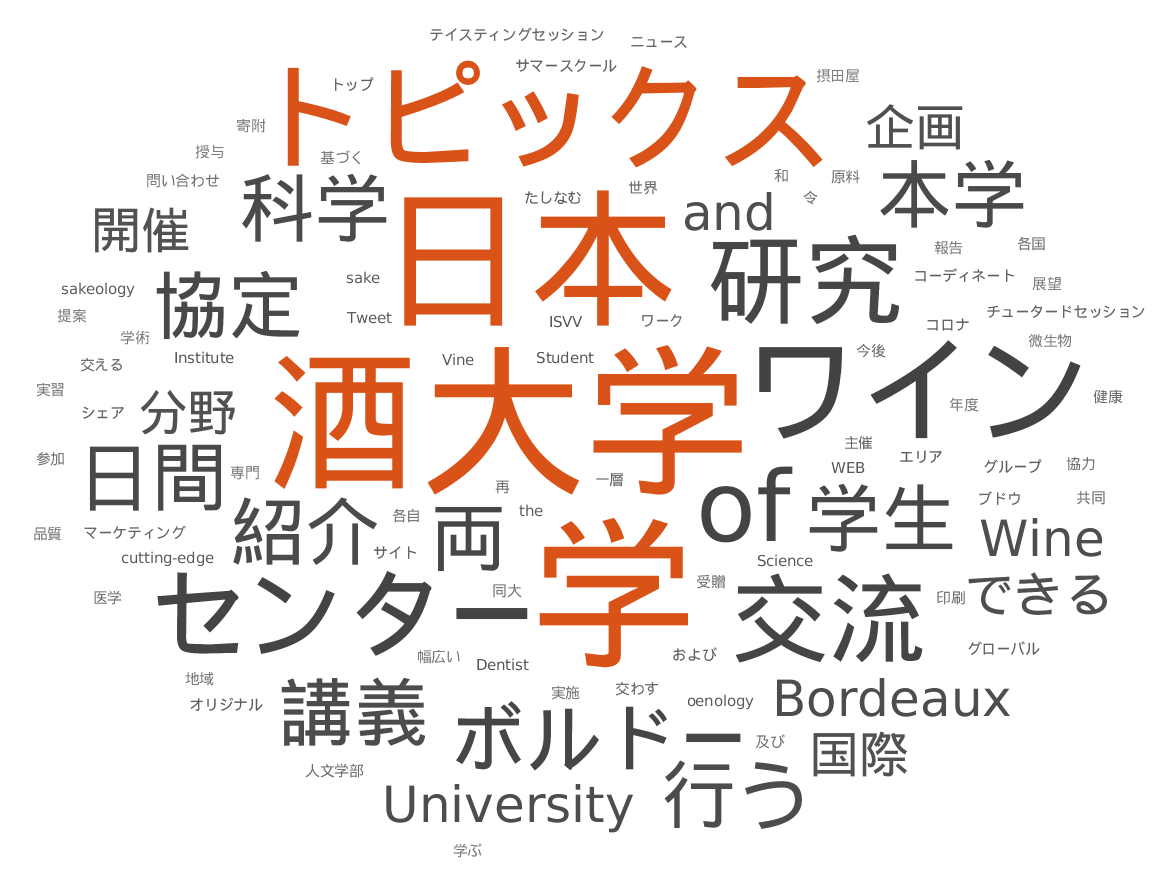 テイスティングセッション
ニュース
サマースクール
トップ
摂田屋
トピックス
寄附
企画
授与
基づく
問い合わせ
和
原料
科学
世界
本学
たしなむ
令
開催
日本
and
研究
報告
各国
sakeology
協定
sake
コーディネート
展望
提案
Tweet
ISVV
ワーク
コロナ
チュータードセッション
学術
微生物
交える
Institute
Vine
Student
今後
ワイン
実習
シェア
分野
酒大学
年度
健康
主催
参加
日間
専門
WEB
エリア
グループ
協力
一層
再
of
学生
ブドウ
共同
品質
マーケティング
紹介
各自
両
the
Wine
cutting-edge
サイト
Science
医学
センター
同大
学
受贈
交流
印刷
できる
幅広い
Dentist
および
グローバル
地域
オリジナル
講義
実施
交わす
oenology
Bordeaux
ボルドー
及び
国際
人文学部
University
行う
学ぶ